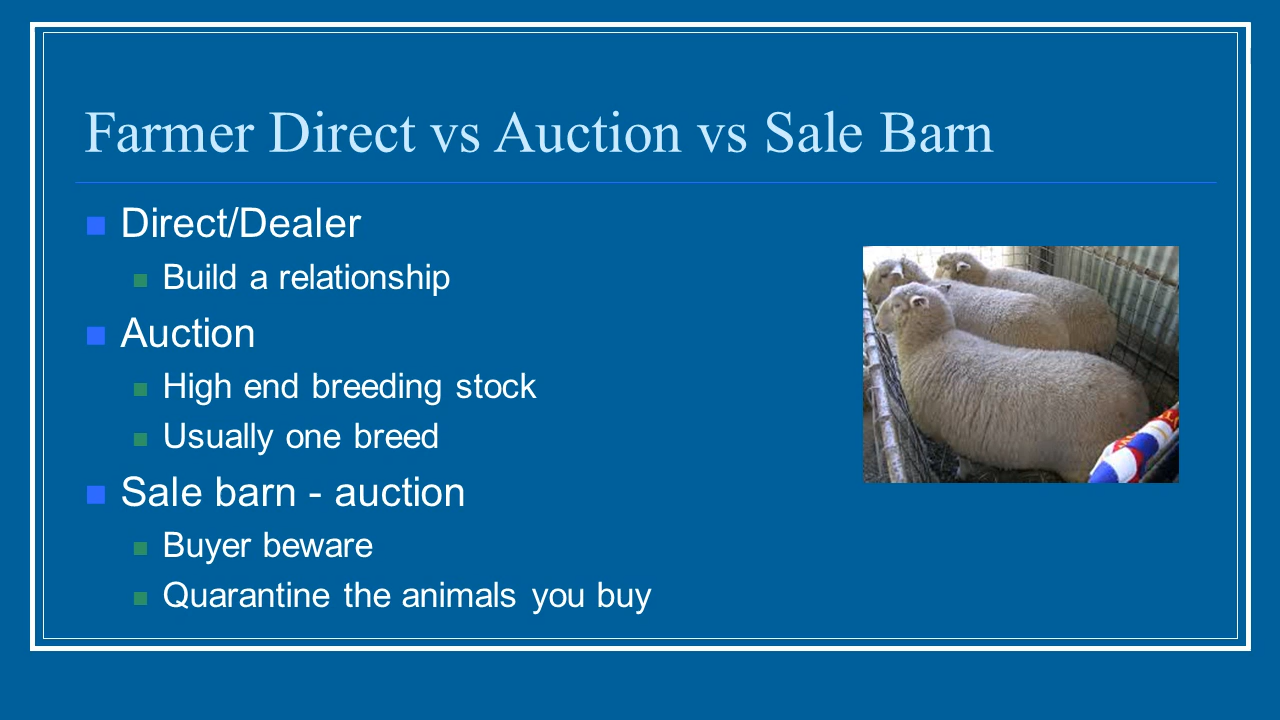 Farmer Direct vs Auction vs Sale Barn
Direct/Dealer
Build a relationship
Auction
High end breeding stock
Usually one breed
Sale barn - auction
Buyer beware
Quarantine the animals you buy